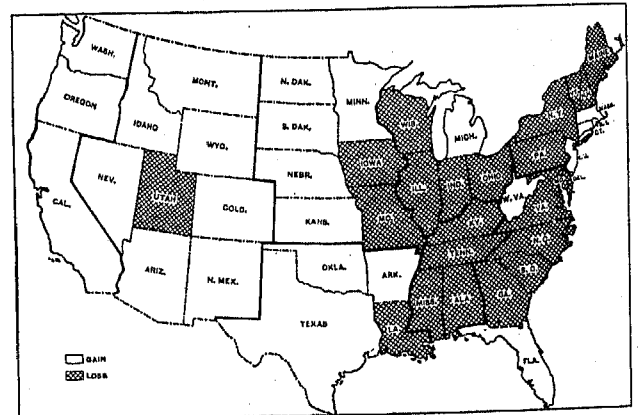 WASH.
MONT.
N. DAK.
MINN.
OREGON
IDAHO
S. DAK.
WIS.
MICH.
N.Y.
MASS.
WYO.
IOWA
PA.
NEBR.
NEV.
UTAH
ILL.
IND.
OHIO
W. VA.
VA.
DEL.
COLO.
CAL.
KANS.
MO.
KY.
N.C.
TENN.
OKLA.
ARK.
S.C.
ARIZ.
N. MEX.
MISS.
ALA.
GA.
TEXAS
LA.
FLA.
GAIN
LOSS